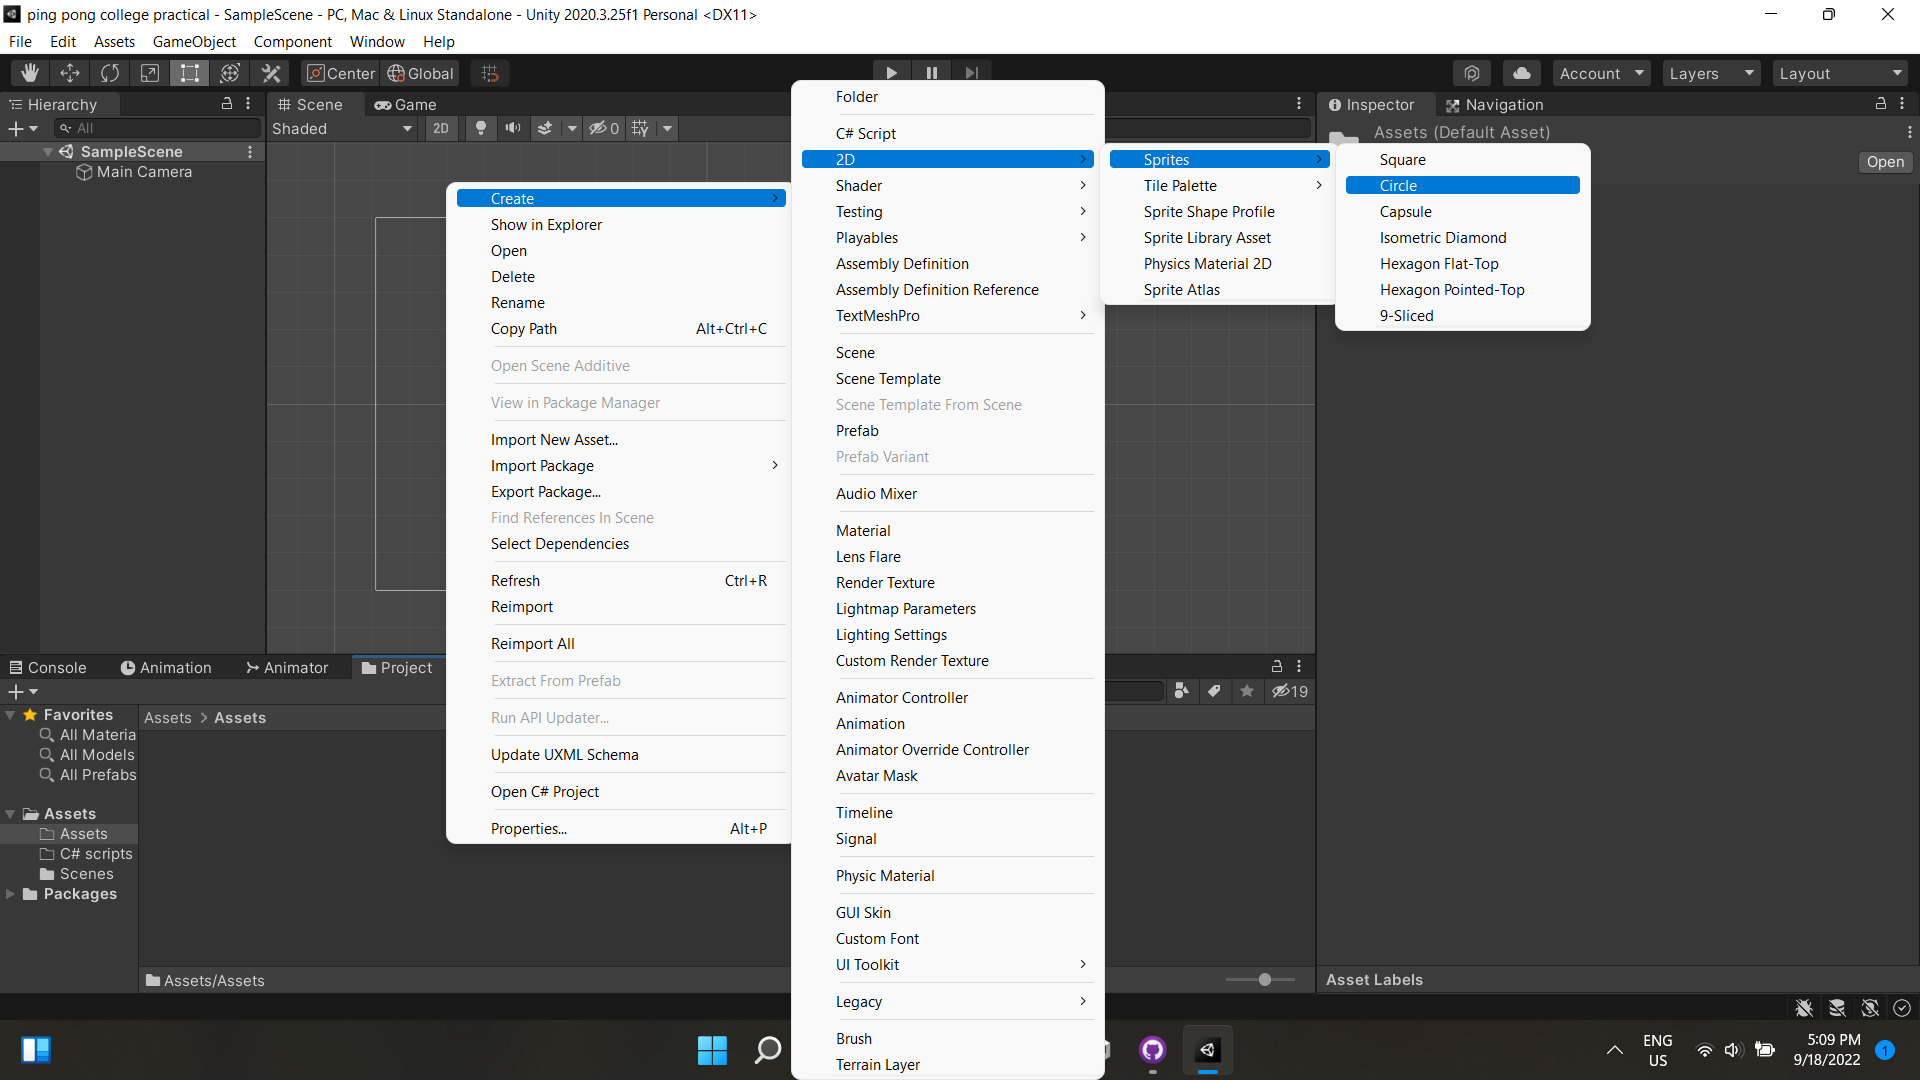 ping pong college practical - SampleScene - PC, Mac & Linux Standalone - Unity 2020.3.25f1 Personal <DX11>
File Edit Assets GameObject Component Window Help
Center Global Account Layers Layout
Hierarchy
All
SampleScene
Main Camera
Scene Game
Shaded 2D 0
Inspector Navigation
Assets (Default Asset)
Open
Create
Show in Explorer
Open
Delete
Rename
Copy Path Alt+Ctrl+C
Open Scene Additive
View in Package Manager
Import New Asset...
Import Package
Export Package...
Find References In Scene
Select Dependencies
Refresh Ctrl+R
Reimport
Reimport All
Extract From Prefab
Run API Updater...
Update UXML Schema
Open C# Project
Properties... Alt+P
Folder
C# Script
2D
Shader
Testing
Playables
Assembly Definition
Assembly Definition Reference
TextMeshPro
Scene
Scene Template
Scene Template From Scene
Prefab
Prefab Variant
Audio Mixer
Material
Lens Flare
Render Texture
Lightmap Parameters
Lighting Settings
Custom Render Texture
Animator Controller
Animation
Animator Override Controller
Avatar Mask
Timeline
Signal
Physic Material
GUI Skin
Custom Font
UI Toolkit
Legacy
Brush
Terrain Layer
Sprites
Tile Palette
Sprite Shape Profile
Sprite Library Asset
Physics Material 2D
Sprite Atlas
Square
Circle
Capsule
Isometric Diamond
Hexagon Flat-Top
Hexagon Pointed-Top
9-Sliced
Console Animation Animator Project
19
Favorites
All Materia
All Models
All Prefabs
Assets
Assets
C# scripts
Scenes
Packages
Assets > Assets
Assets/Assets
Asset Labels
ENG
US
5:09 PM
9/18/2022
1